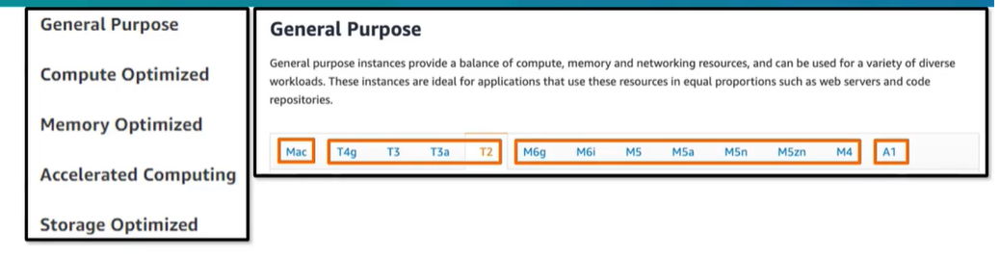 General Purpose
Compute Optimized
Memory Optimized
Accelerated Computing
Storage Optimized
General Purpose
General purpose instances provide a balance of compute, memory and networking resources, and can be used for a variety of diverse
workloads. These instances are ideal for applications that use these resources in equal proportions such as web servers and code
repositories.
Mac T4g T3 T3a T2 M6g M6i M5 M5a M5n M5zn M4 A1